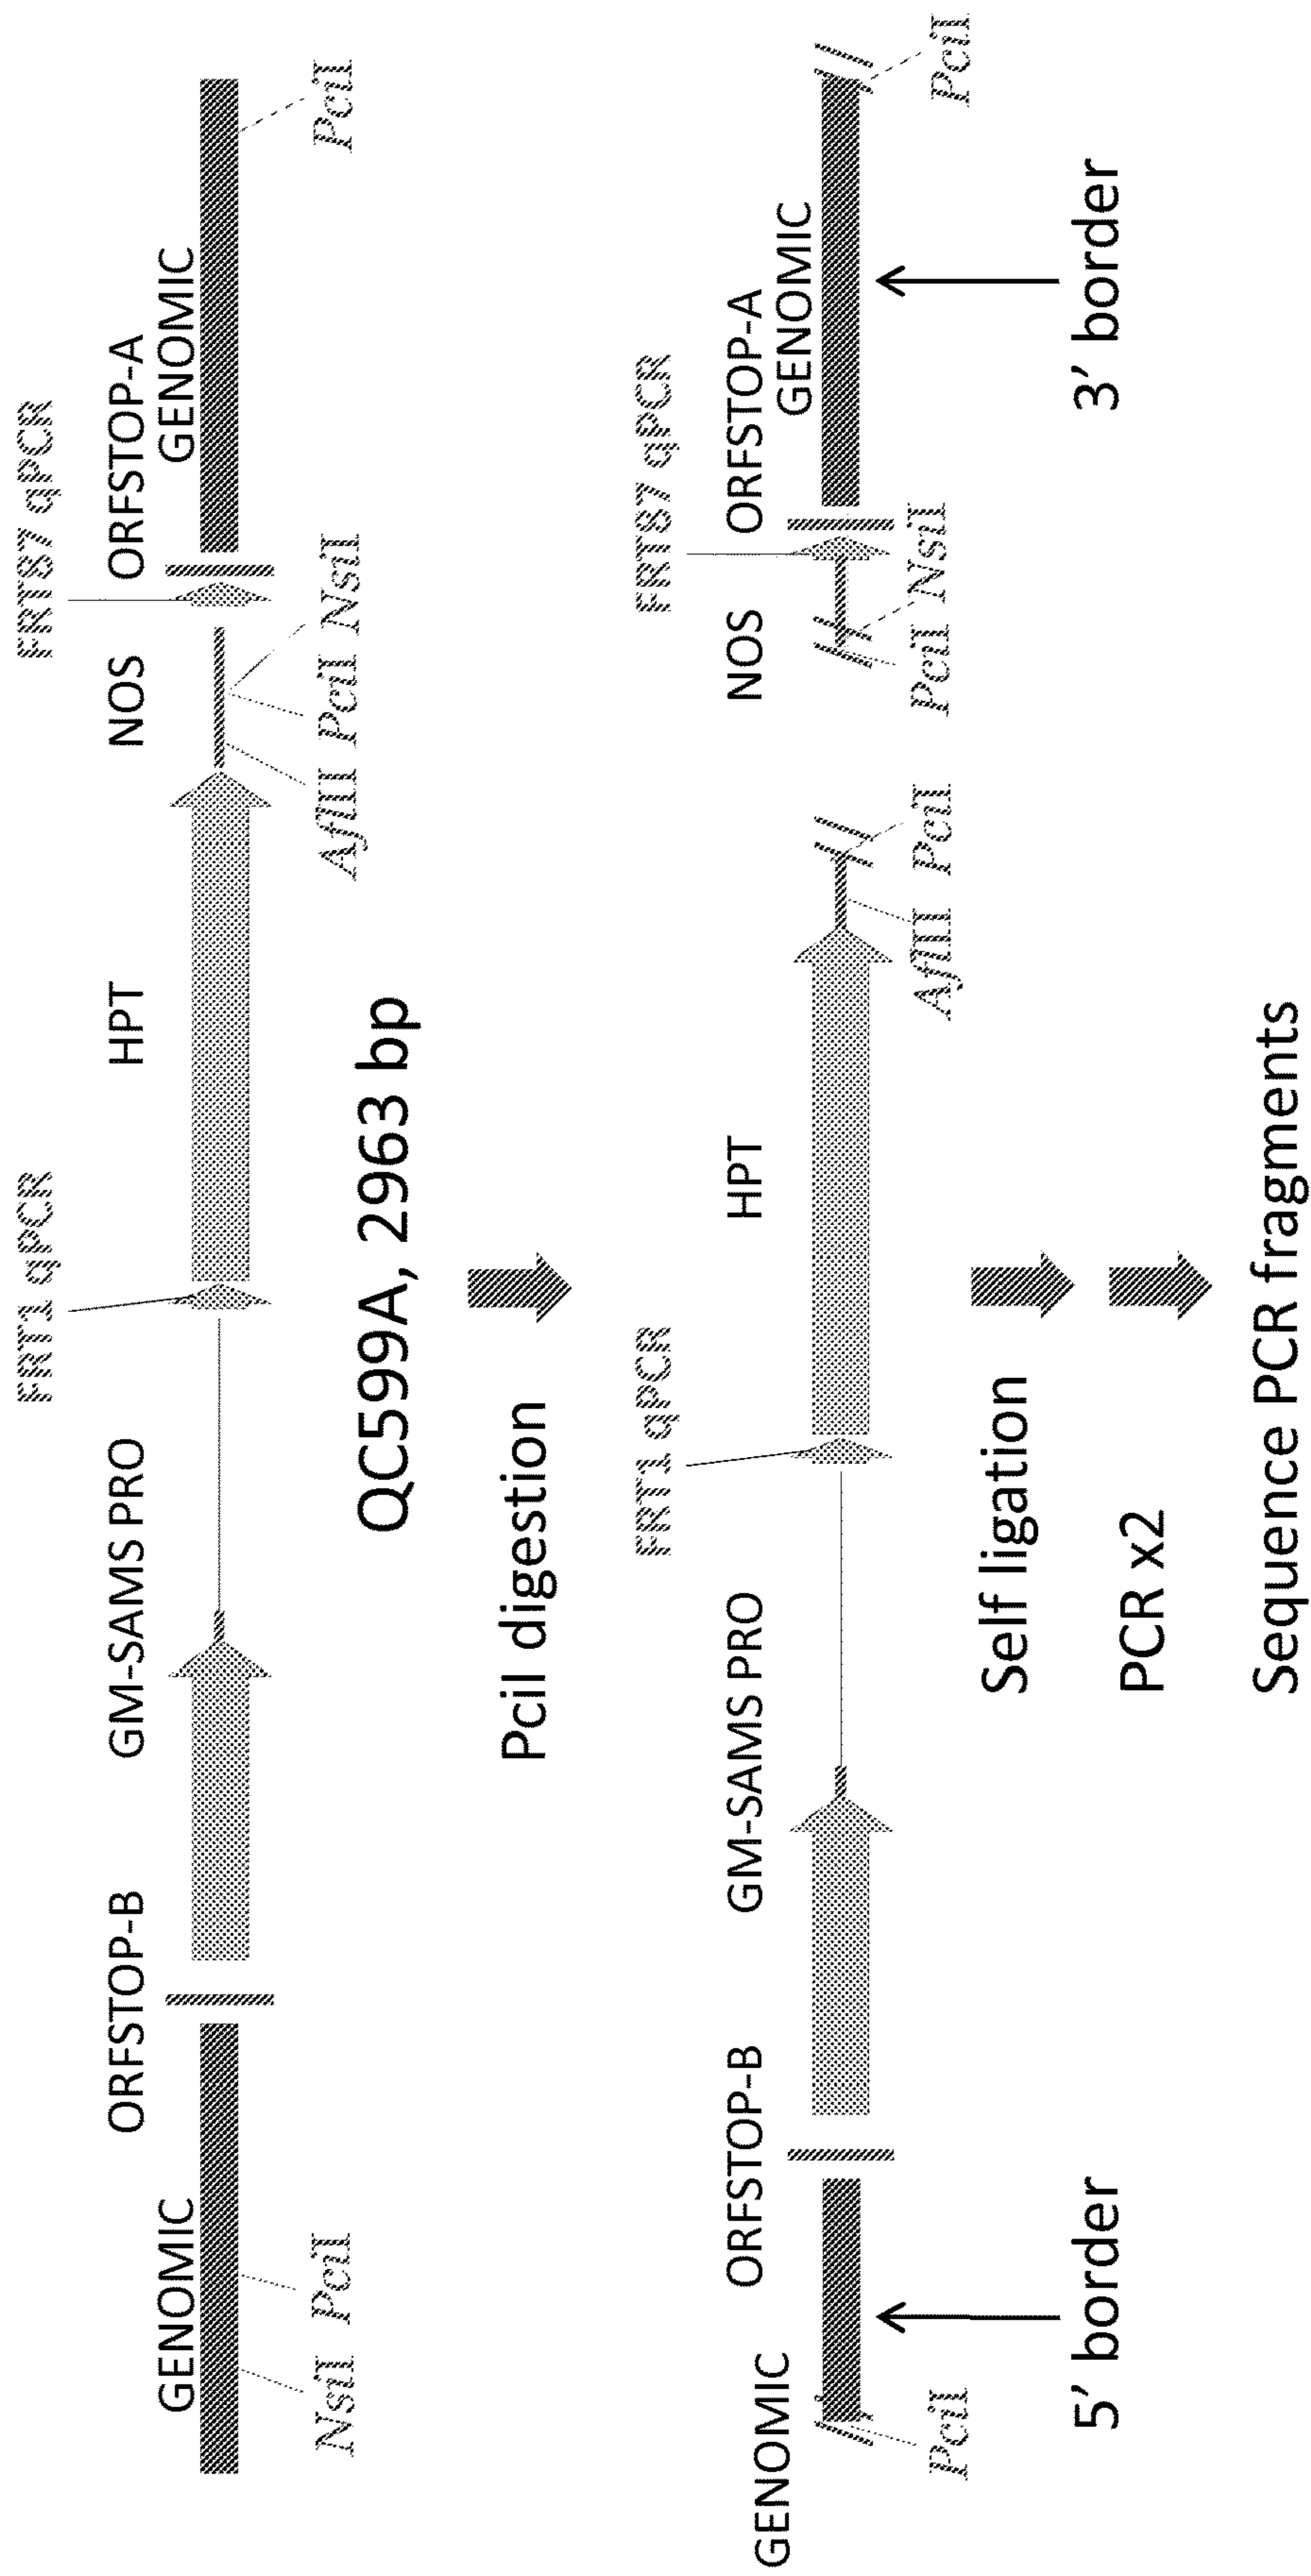 FRT1 qPCR
FRT87 qPCR
ORFSTOP-B
GM-SAMS PRO
HPT
NOS
ORFSTOP-A
GENOMIC
GENOMIC
NsiI
PciI
AflII
PciI
NsiI
PciI
QC599A, 2963 bp
PciI digestion
FRT1 qPCR
FRT87 qPCR
ORFSTOP-B
GM-SAMS PRO
HPT
NOS
ORFSTOP-A
GENOMIC
GENOMIC
PciI
AflII
PciI
PciI
NsiI
PciI
5’ border
3’ border
Self ligation
PCR x2
Sequence PCR fragments